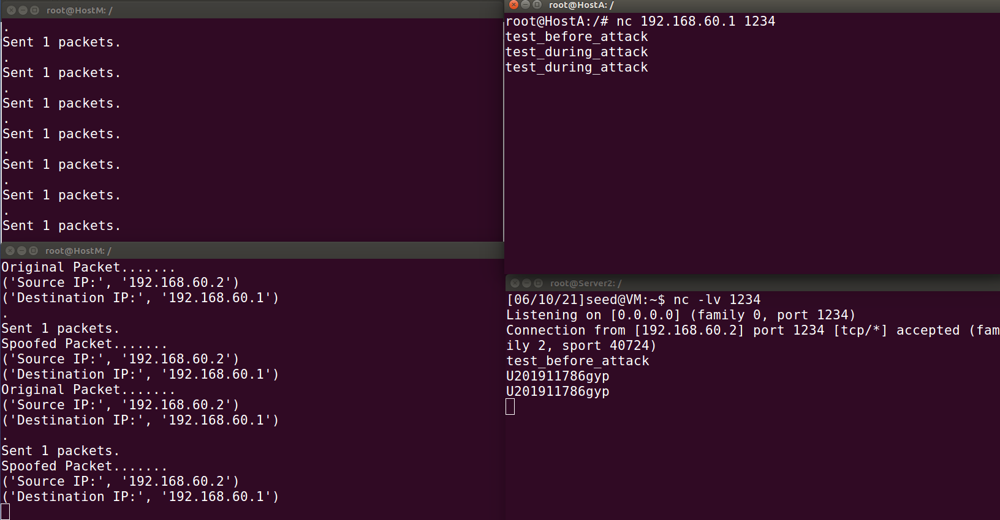 root@HostM: /
.
Sent 1 packets.
.
Sent 1 packets.
.
Sent 1 packets.
.
Sent 1 packets.
.
Sent 1 packets.
.
Sent 1 packets.
.
Sent 1 packets.
root@HostA: /
root@HostA:/# nc 192.168.60.1 1234
test_before_attack
test_during_attack
test_during_attack
root@HostM: /
Original Packet.......
('Source IP:', '192.168.60.2')
('Destination IP:', '192.168.60.1')
.
Sent 1 packets.
Spoofed Packet.......
('Source IP:', '192.168.60.2')
('Destination IP:', '192.168.60.1')
Original Packet.......
('Source IP:', '192.168.60.2')
('Destination IP:', '192.168.60.1')
.
Sent 1 packets.
Spoofed Packet.......
('Source IP:', '192.168.60.2')
('Destination IP:', '192.168.60.1')
root@Server2: /
[06/10/21]seed@VM:~$ nc -lv 1234
Listening on [0.0.0.0] (family 0, port 1234)
Connection from [192.168.60.2] port 1234 [tcp/*] accepted (fam
ily 2, sport 40724)
test_before_attack
U201911786gyp
U201911786gyp